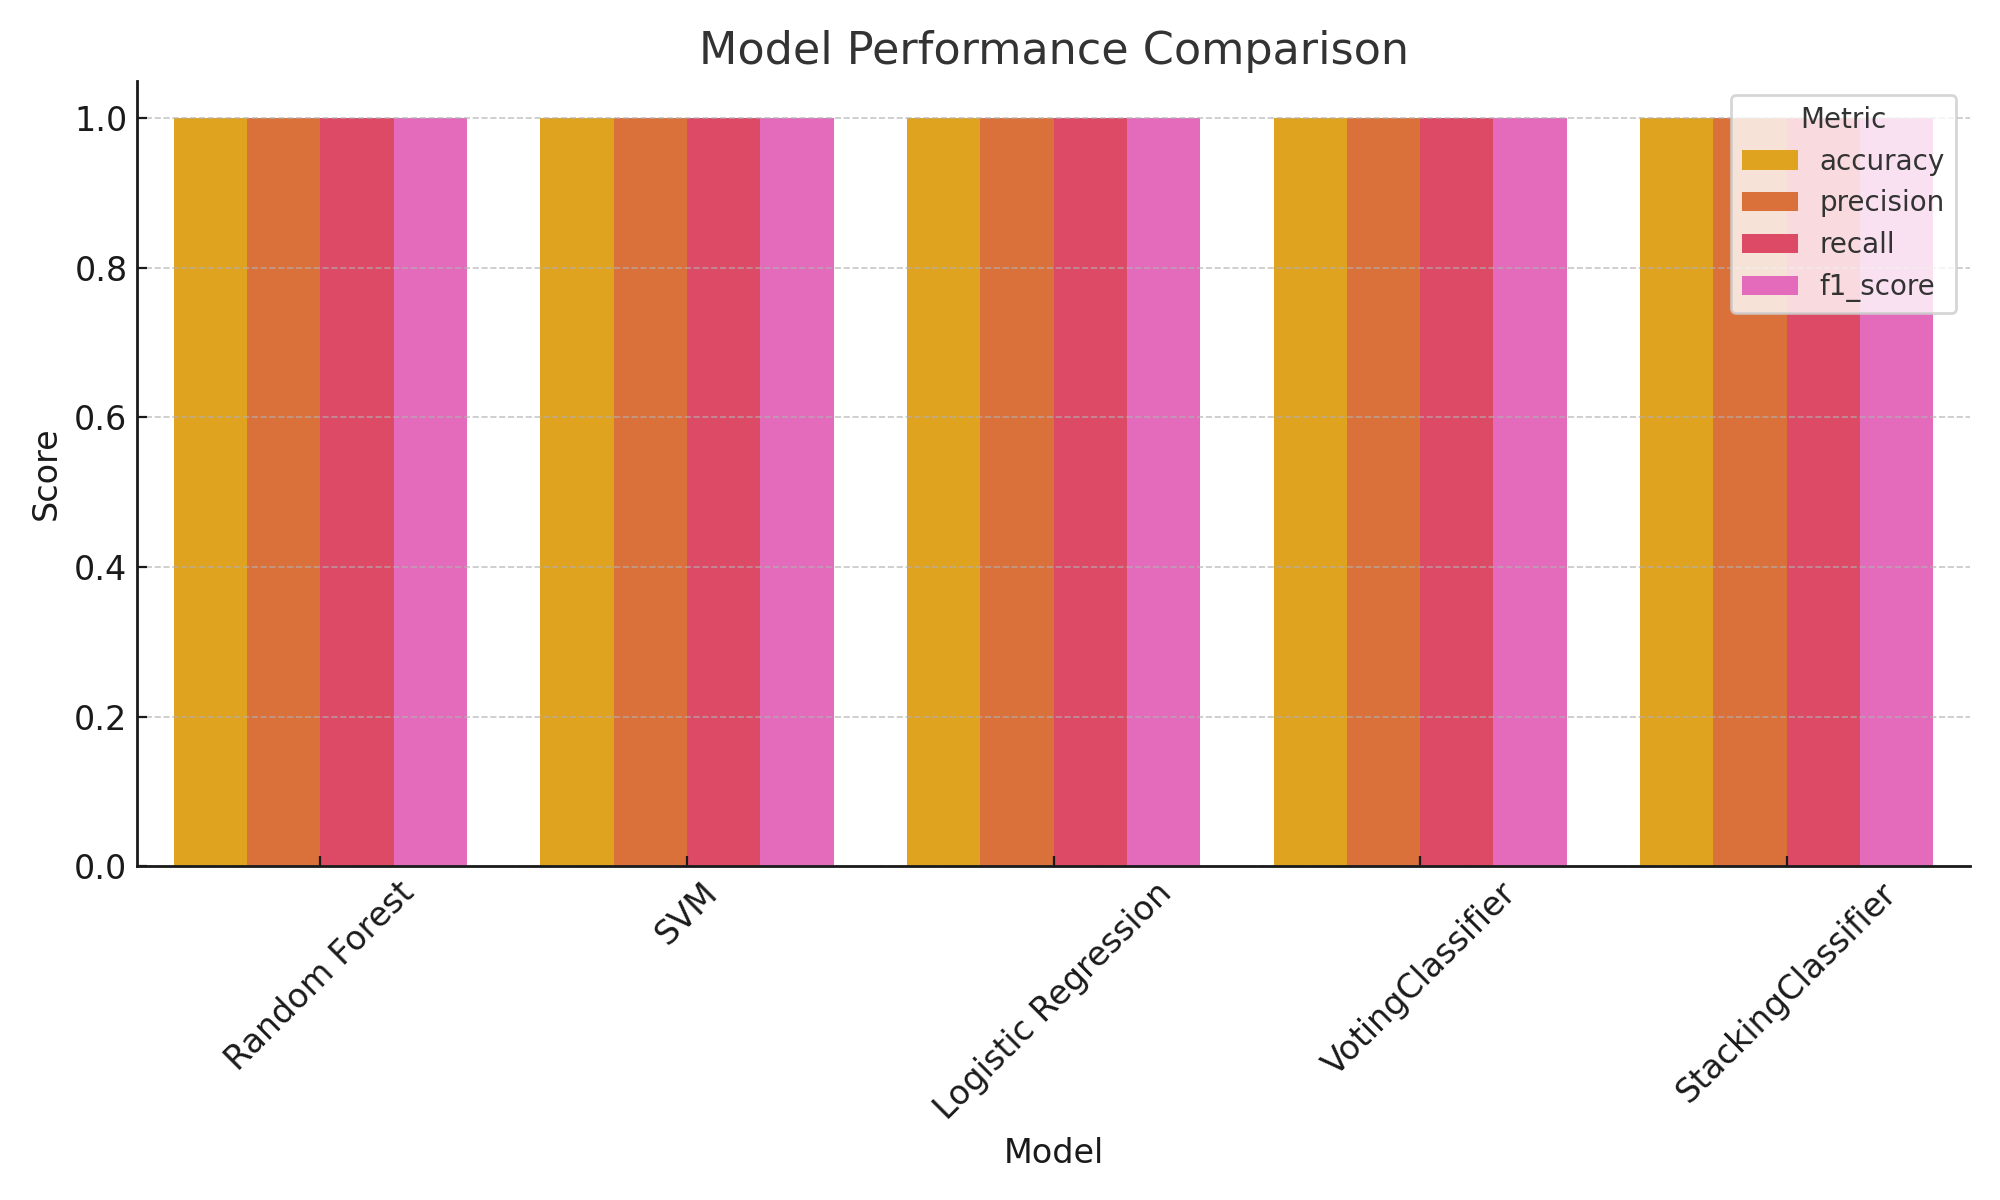 Model Performance Comparison
Metric
accuracy
precision
recall
f1_score
Score
1.0
0.8
0.6
0.4
0.2
0.0
Random Forest
SVM
Logistic Regression
VotingClassifier
StackingClassifier
Model